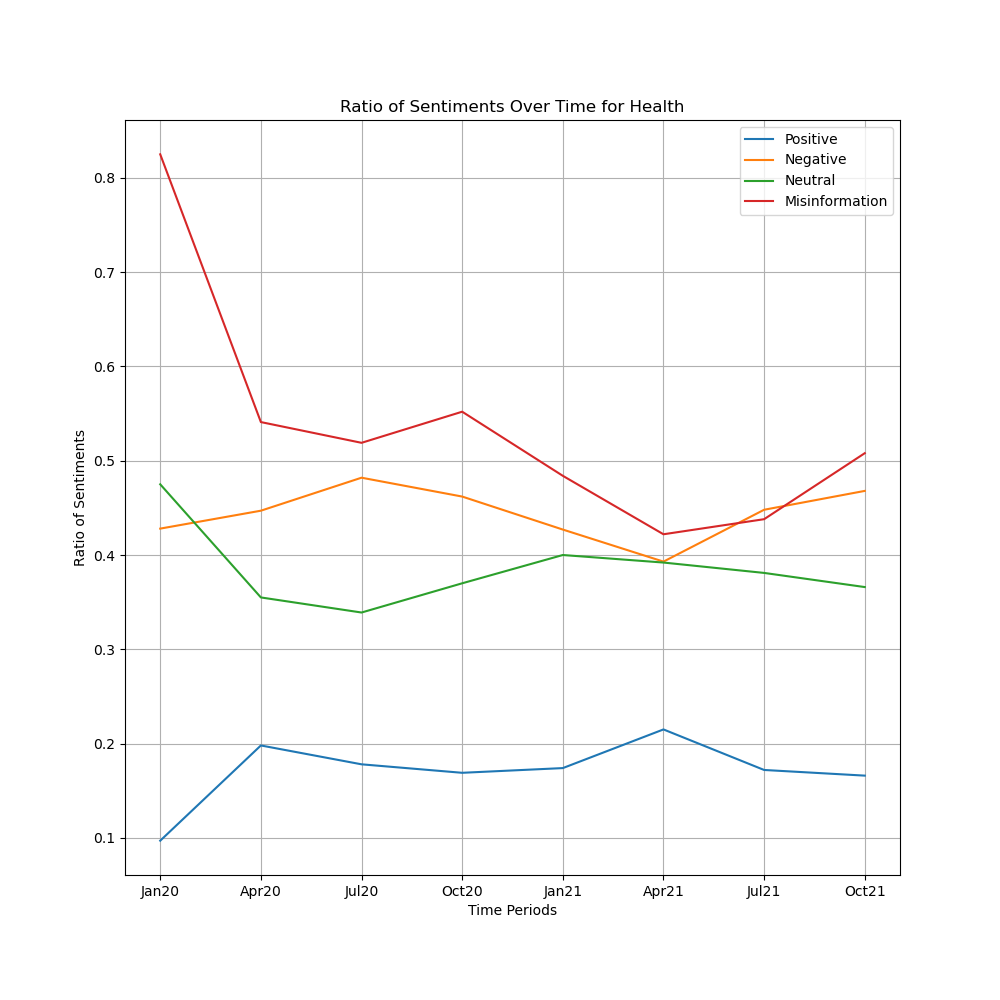 Ratio of Sentiments Over Time for Health
Positive
Negative
Neutral
Misinformation
0.8
0.7
0.6
0.5
0.4
0.3
0.2
0.1
Ratio of Sentiments
Jan20 Apr20 Jul20 Oct20 Jan21 Apr21 Jul21 Oct21
Time Periods